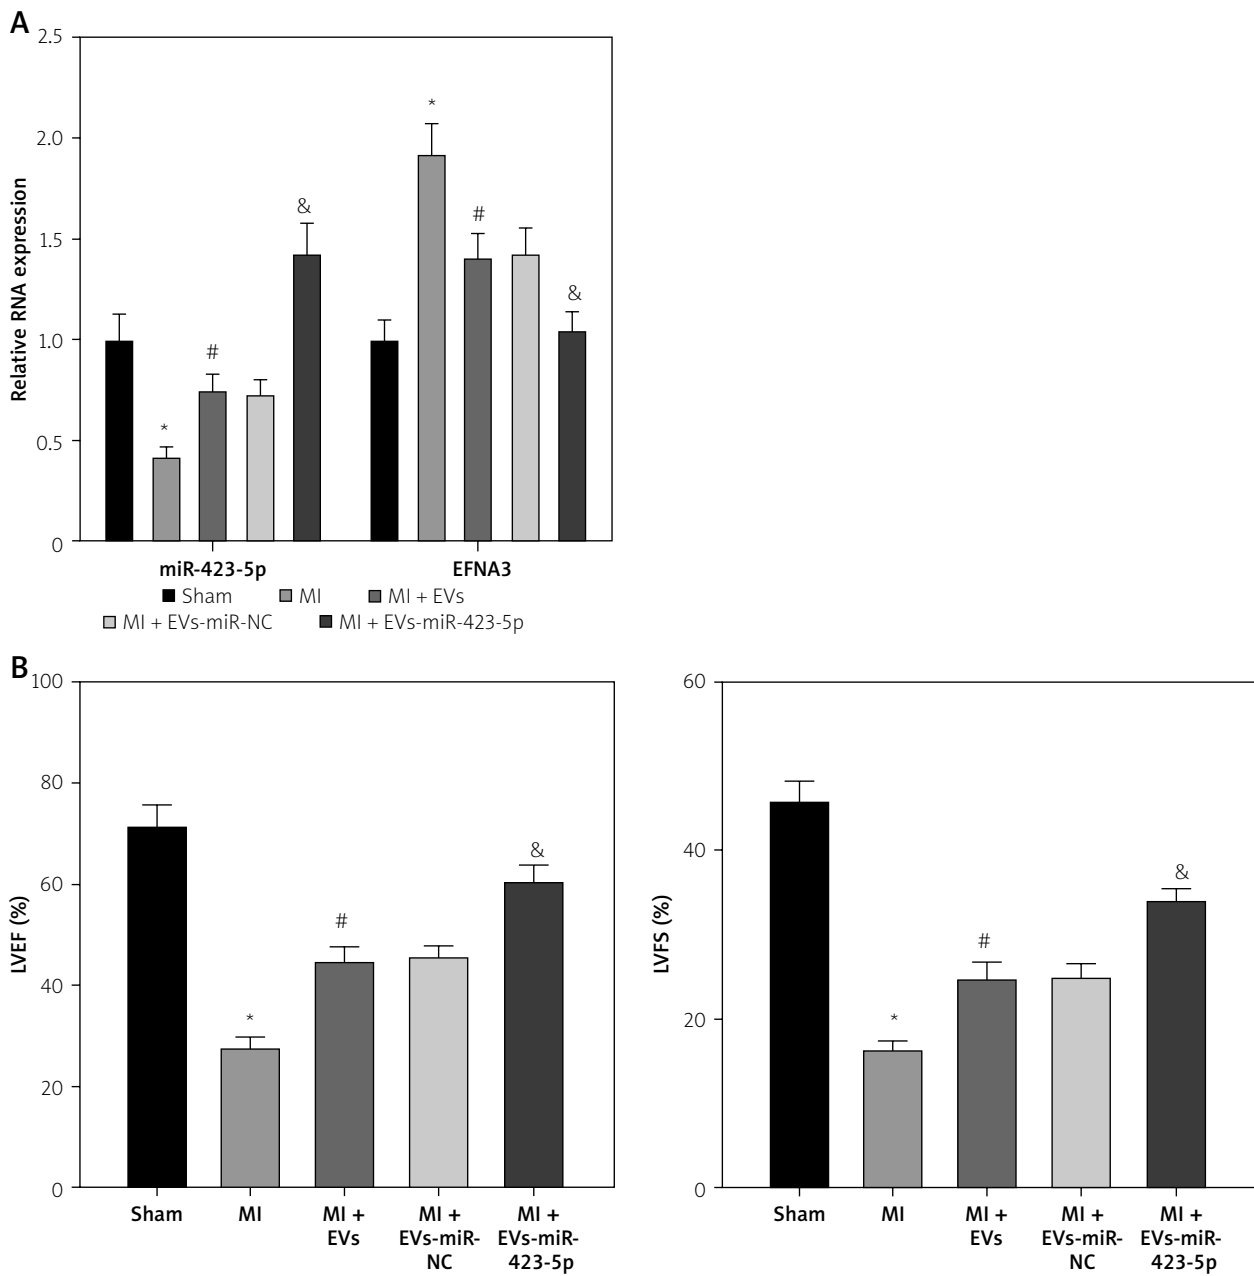 A
2.5
2.0
1.5
1.0
0.5
0
Relative RNA expression
*
#
&
*
#
&
miR-423-5p EFNA3
Sham MI MI + EVs
MI + EVs-miR-NC MI + EVs-miR-423-5p
B
100
80
60
40
20
0
LVEF (%)
*
#
&
Sham MI MI + EVs MI + EVs-miR-NC MI + EVs-miR-423-5p
60
40
20
0
LVFS (%)
*
#
&
Sham MI MI + EVs MI + EVs-miR-NC MI + EVs-miR-423-5p